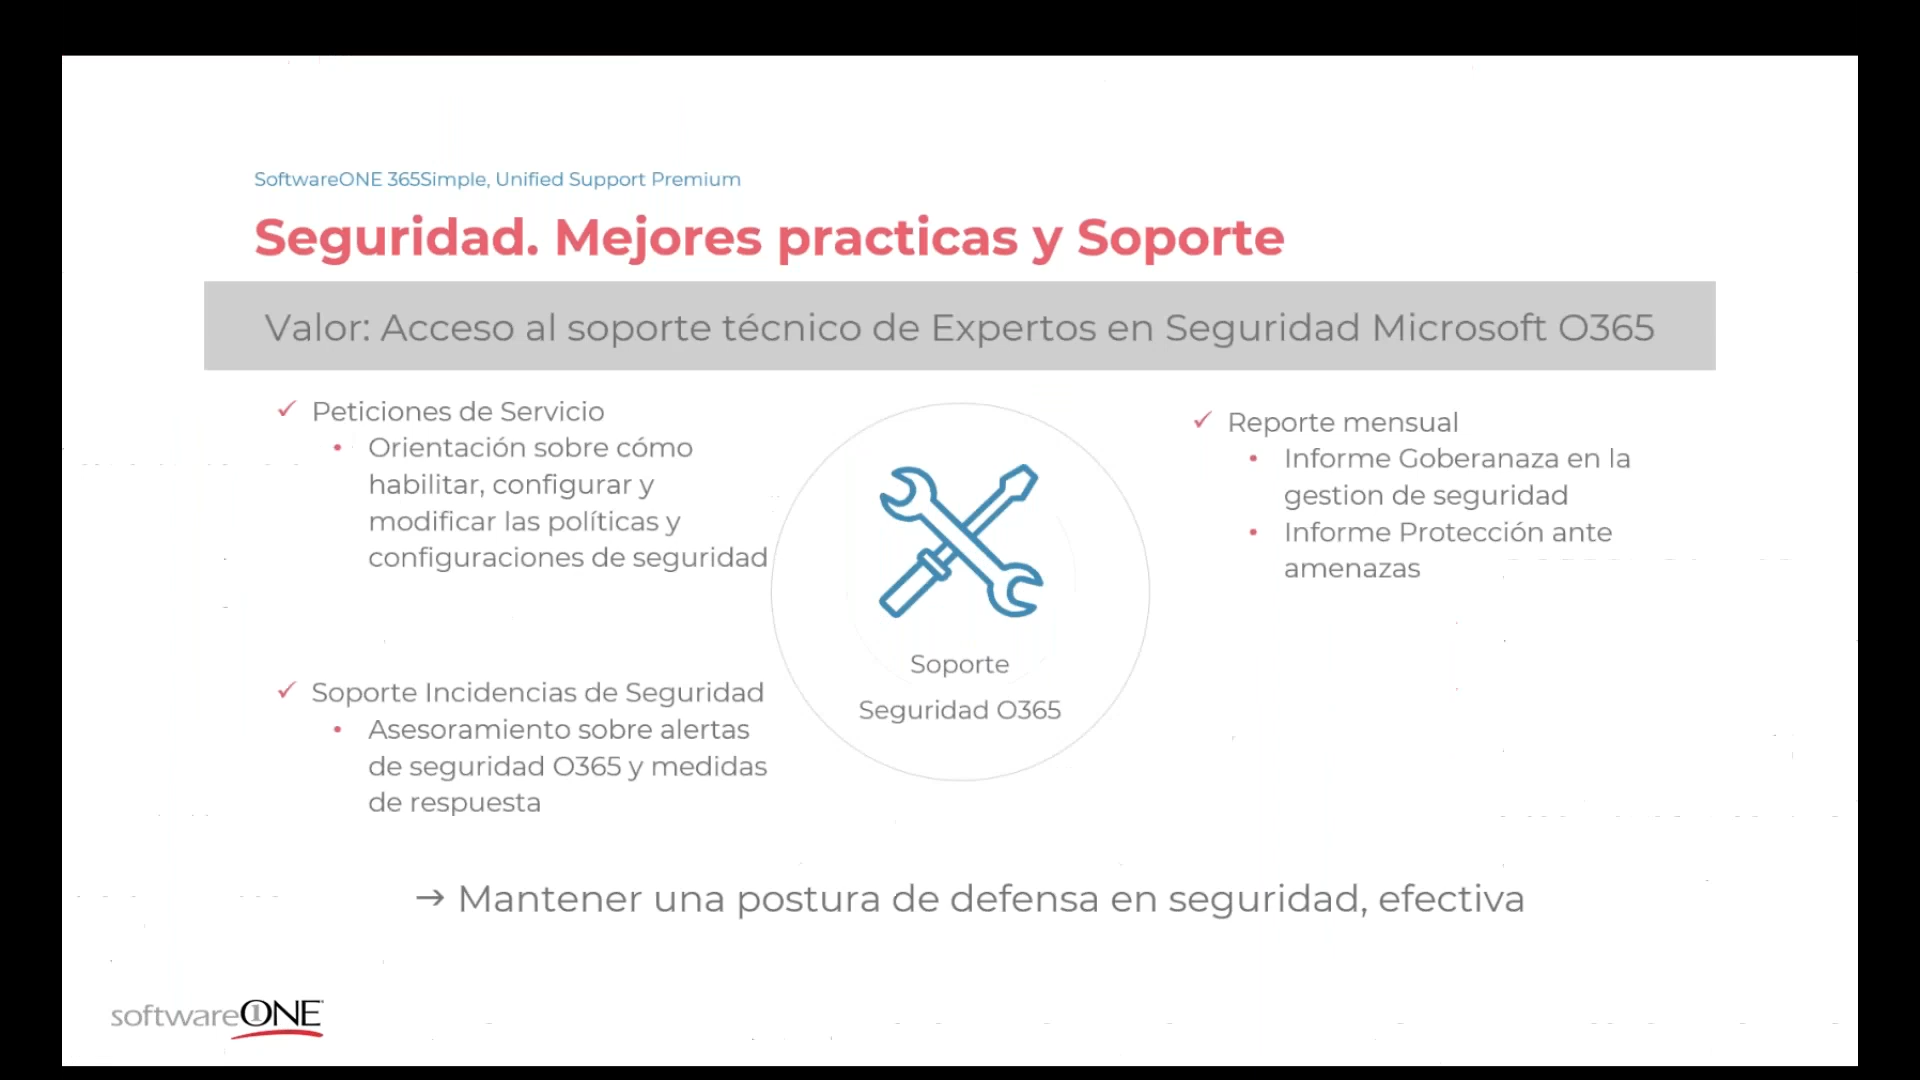 SoftwareONE 365Simple, Unified Support Premium
Seguridad. Mejores practicas y Soporte
Valor: Acceso al soporte técnico de Expertos en Seguridad Microsoft O365
✓ Peticiones de Servicio
• Orientación sobre cómo
habilitar, configurar y
modificar las políticas y
configuraciones de seguridad
✓ Soporte Incidencias de Seguridad
• Asesoramiento sobre alertas
de seguridad O365 y medidas
de respuesta
Soporte
Seguridad O365
✓ Reporte mensual
• Informe Goberanaza en la
gestion de seguridad
• Informe Protección ante
amenazas
→ Mantener una postura de defensa en seguridad, efectiva
softwareONE